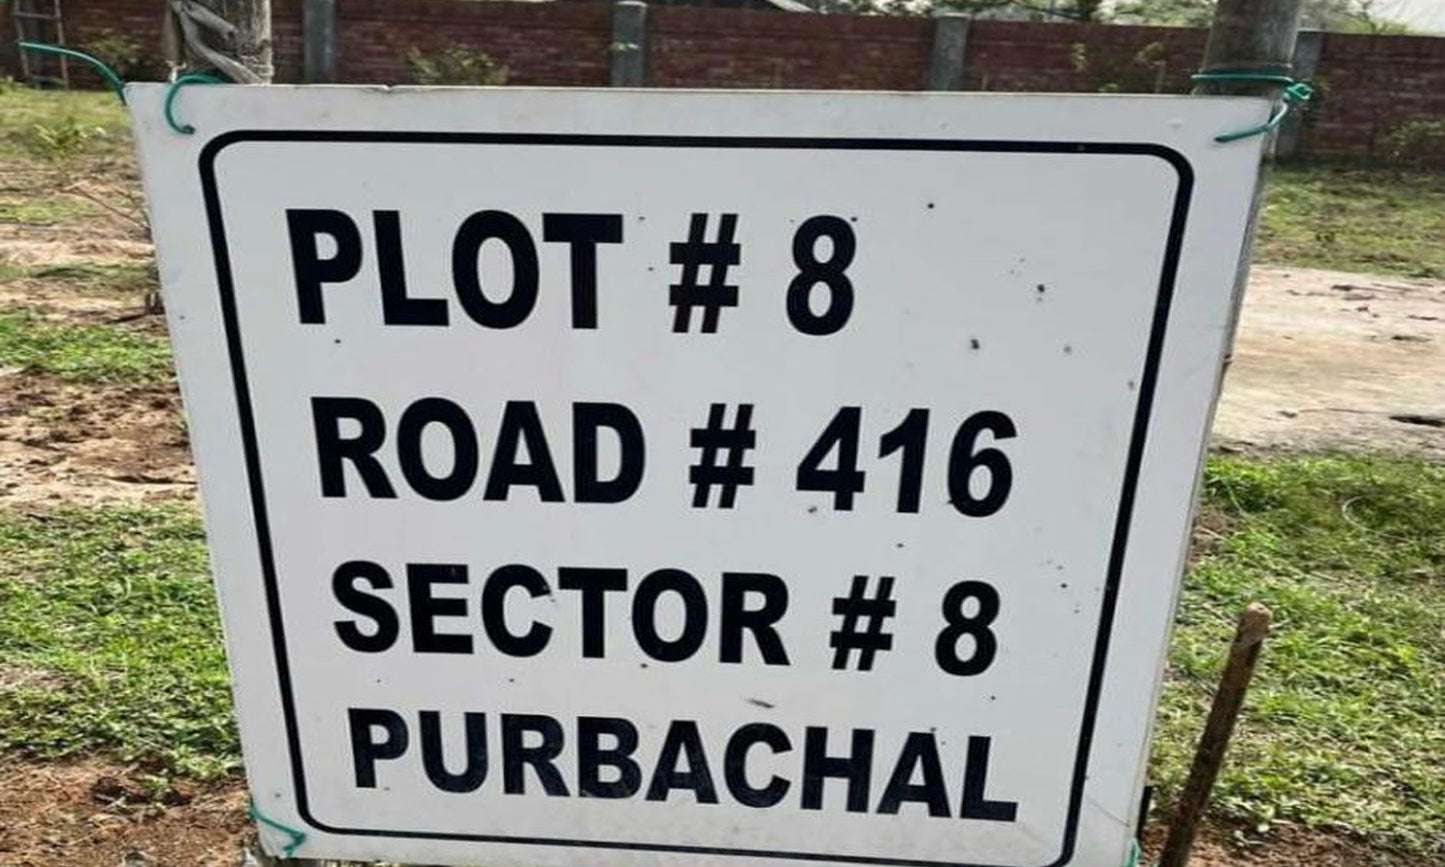 PLOT # 8
ROAD # 416
SECTOR # 8
PURBACHAL